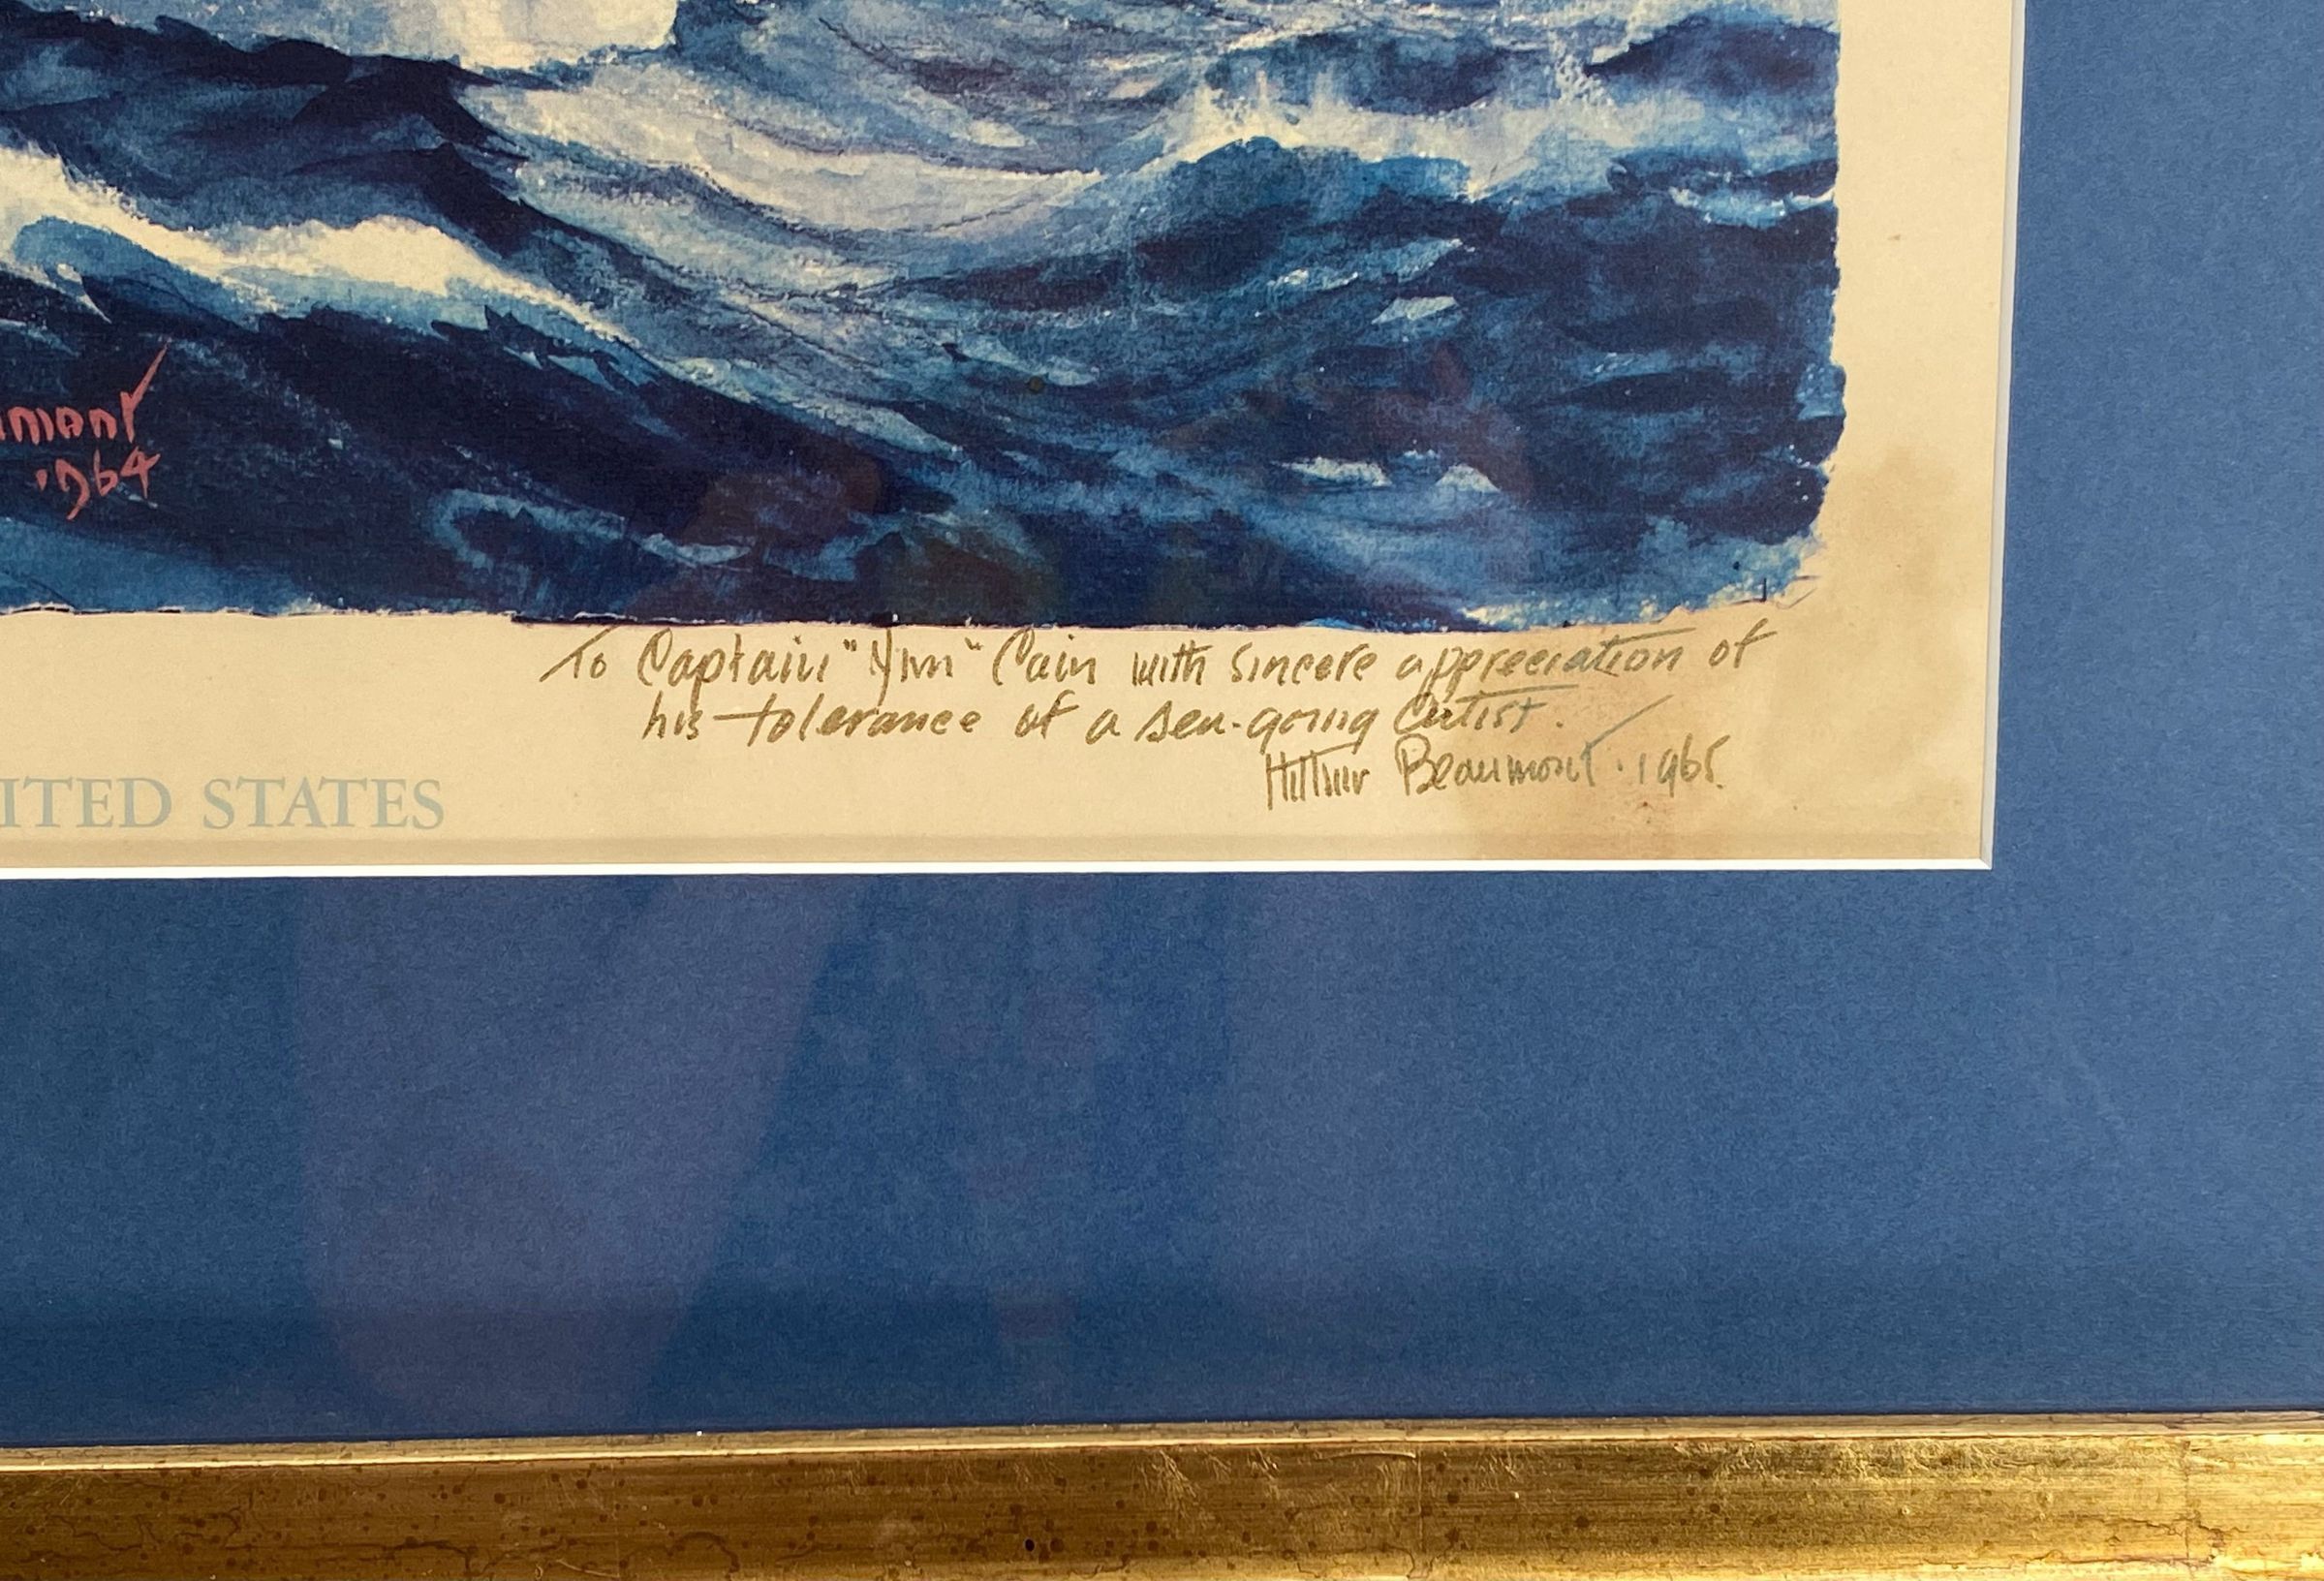 mont
1964
To Captain "Jim" Cain with sincere appreciation of
his tolerance of a sea-going Artist.
Arthur Beaumont. 1965.
ITED STATES